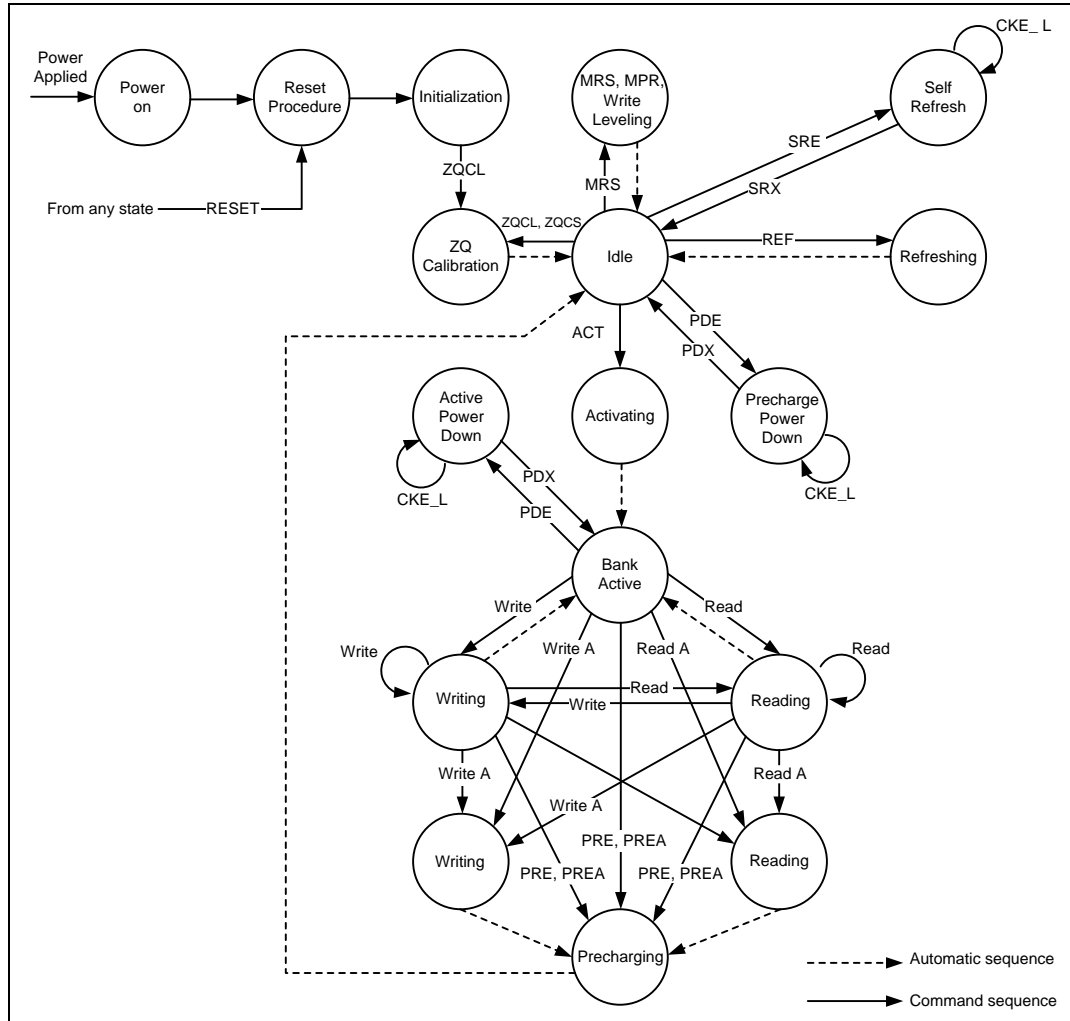 CKE_ L
Power
Applied
Power
on
Reset
Procedure
Initialization
MRS, MPR,
Write
Leveling
Self
Refresh
ZQCL
MRS
SRE
SRX
From any state
RESET
ZQCL, ZQCS
REF
ZQ
Calibration
Idle
Refreshing
ACT
PDE
PDX
Active
Power
Down
Activating
Precharge
Power
Down
CKE_L
PDX
PDE
CKE_L
Bank
Active
Write
Read
Write
Write A
Read A
Read
Writing
Read
Write
Reading
Write A
Write A
Read A
Writing
PRE, PREA
PRE, PREA
PRE, PREA
Reading
Precharging
Automatic sequence
Command sequence